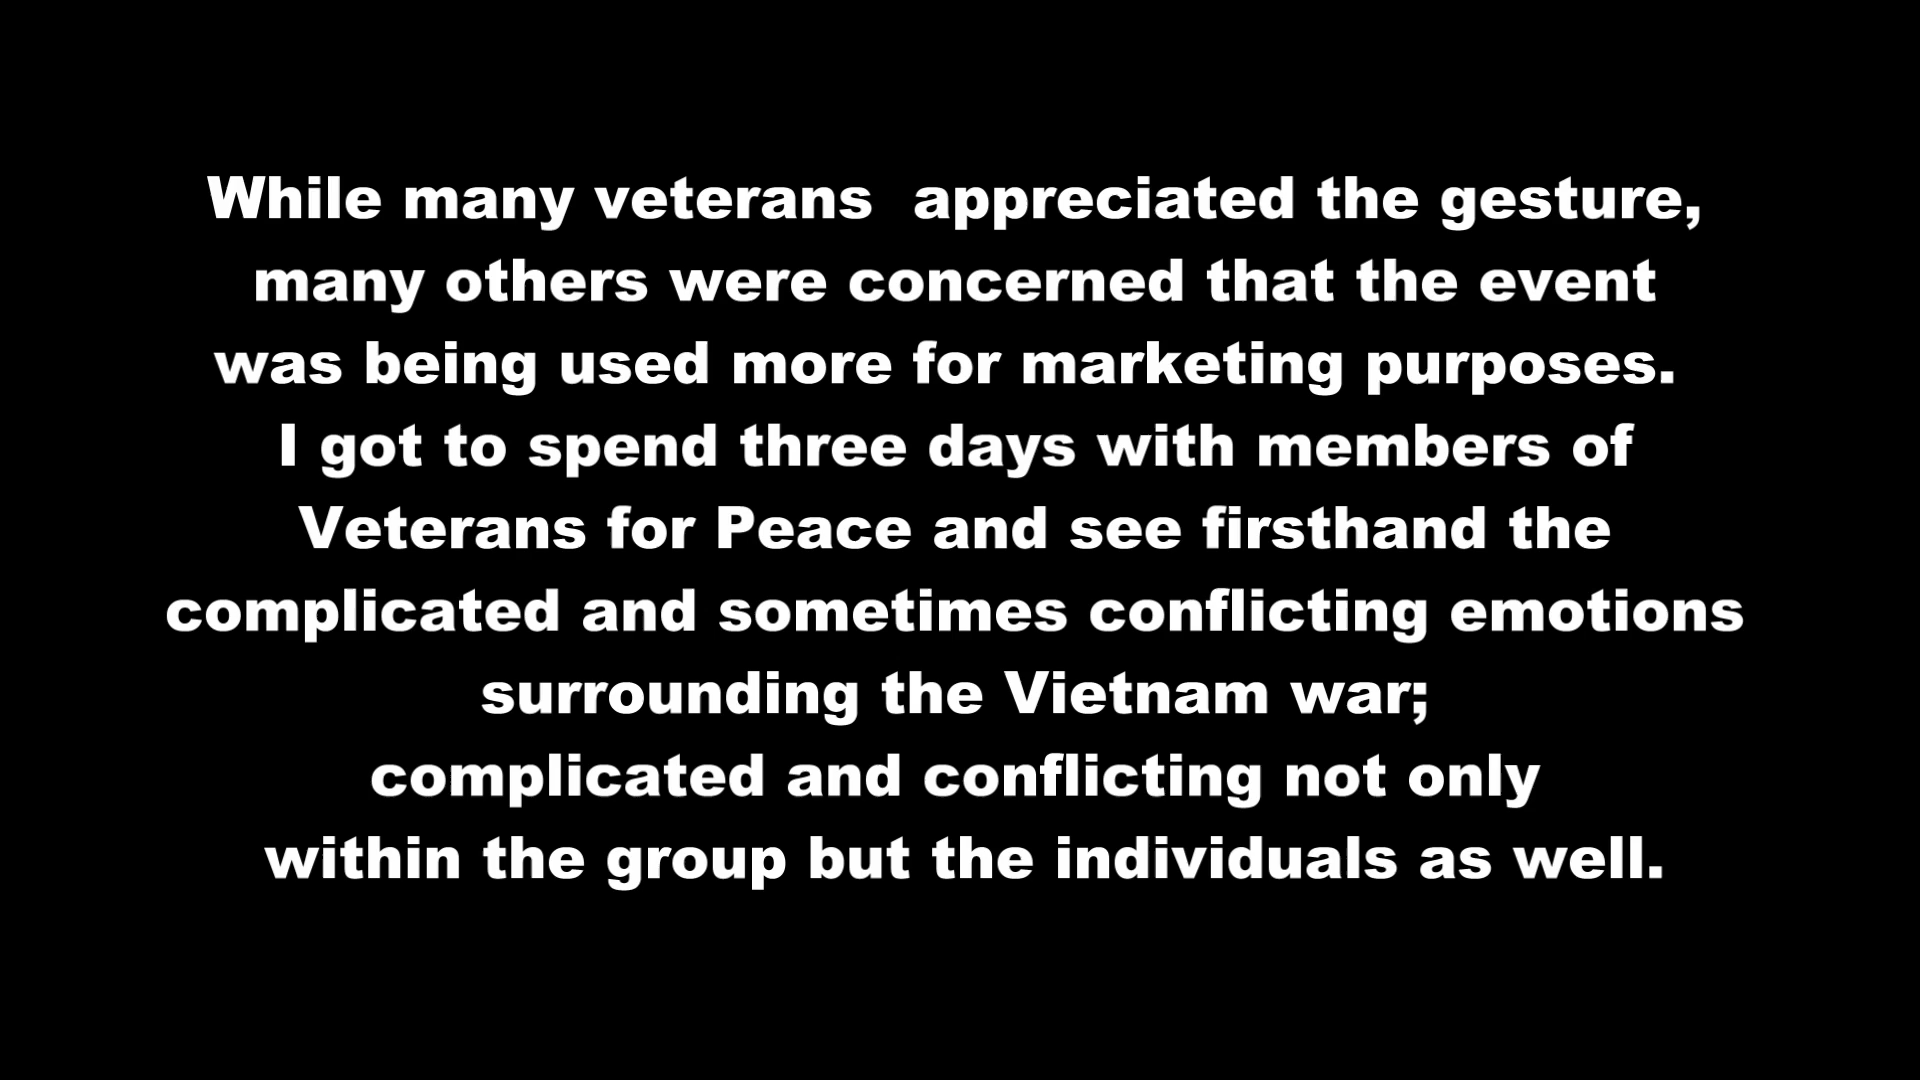 While many veterans  appreciated the gesture,
many others were concerned that the event
was being used more for marketing purposes.
I got to spend three days with members of
Veterans for Peace and see firsthand the
complicated and sometimes conflicting emotions
surrounding the Vietnam war;
complicated and conflicting not only
within the group but the individuals as well.